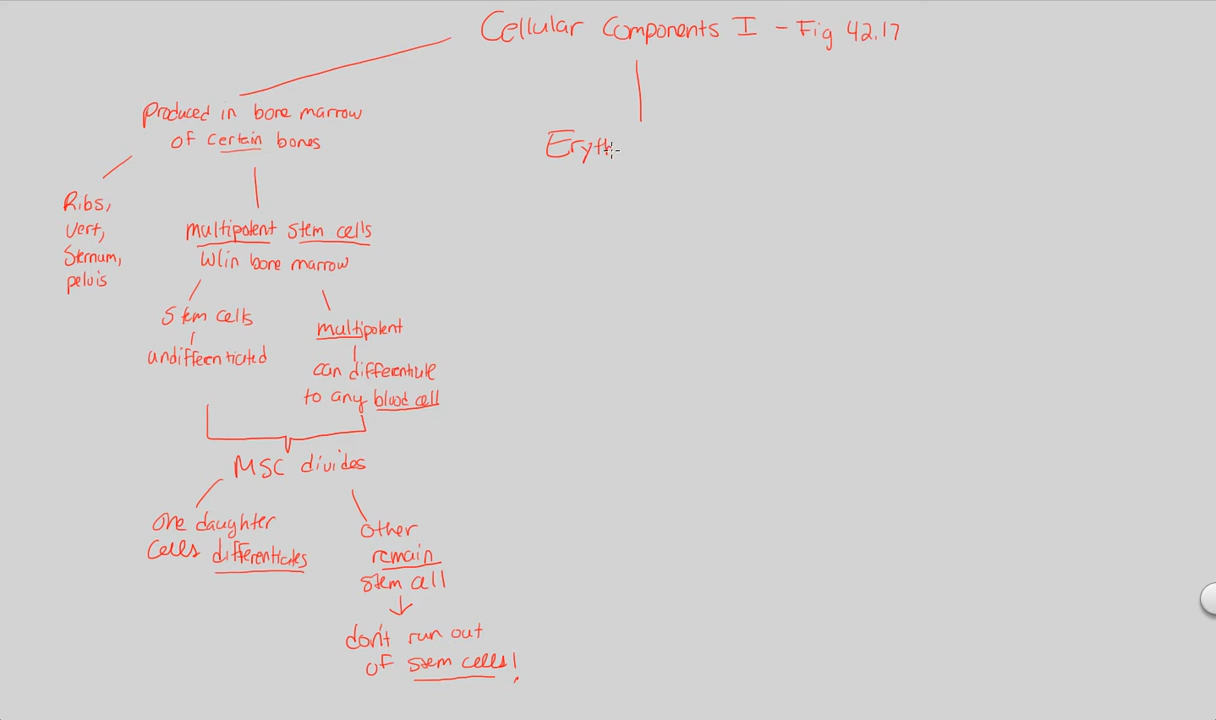 Cellular Components I - Fig 42.17
Produced in bone marrow
of certain bones
Eryth
Ribs,
Vert,
Sternum,
pelvis
multipotent stem cells
w/in bone marrow
Stem cells
undifferentiated
multipotent
can differentiate
to any blood cell
MSC divides
One daughter
cells differentiates
other
remain
stem cell
don't run out
of stem cells!